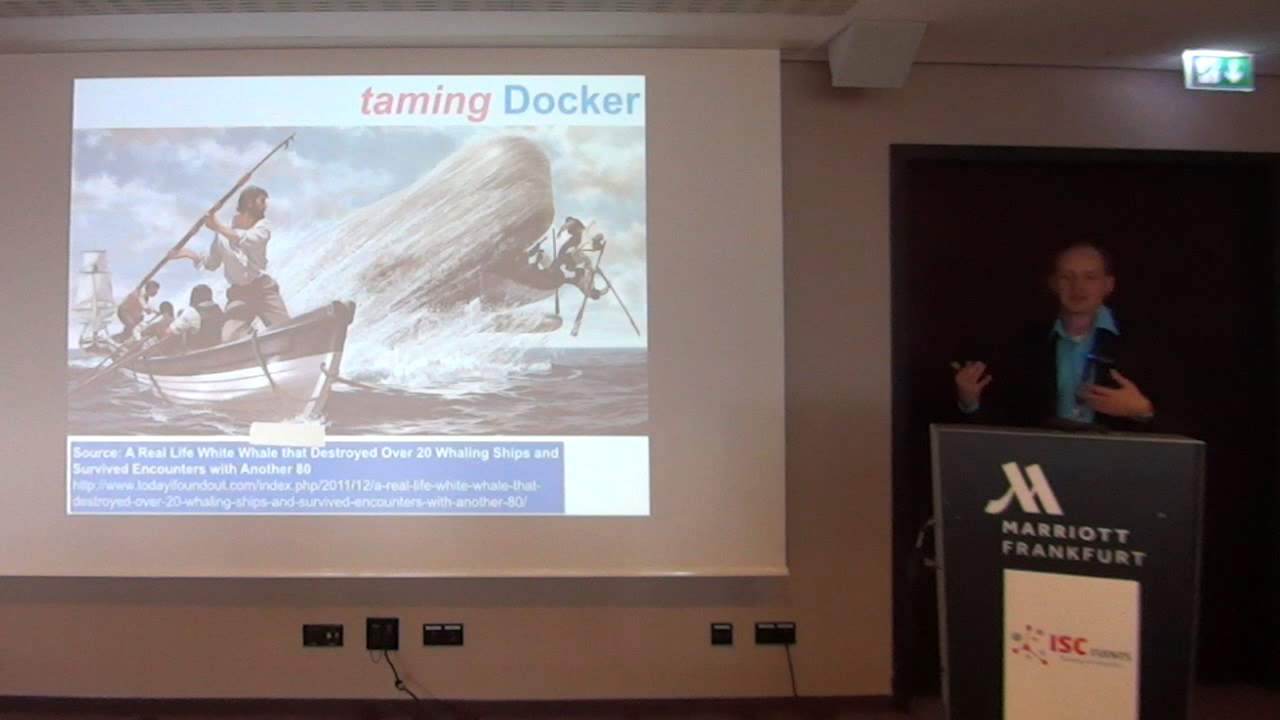 taming Docker
Source: A Real Life White Whale that Destroyed Over 20 Whaling Ships and
Survived Encounters with Another 80
http://www.todayifoundout.com/index.php/2011/12/a-real-life-white-whale-that-
destroyed-over-20-whaling-ships-and-survived-encounters-with-another-80/
MARRIOTT
FRANKFURT
ISC EVENTS